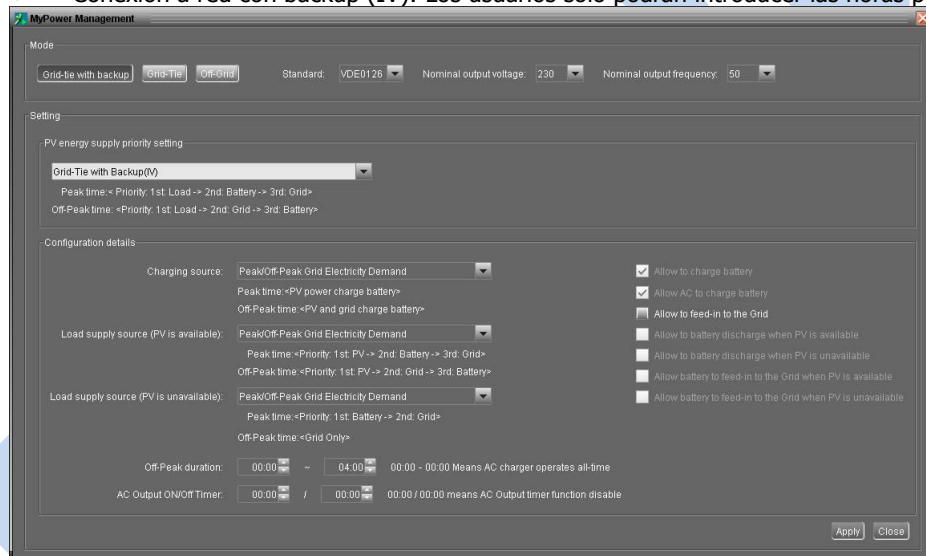 Conexión a red con backup (IV): Los usuarios solo podrán introducir las horas p
MyPower Management
Mode
Grid-tie with backup Grid-Tie Off-Grid Standard: VDE0126 Nominal output voltage: 230 Nominal output frequency: 50
Setting
PV energy supply priority setting
Grid-Tie with Backup(IV)
Peak time:< Priority: 1st: Load -> 2nd: Battery -> 3rd: Grid>
Off-Peak time: <Priority: 1st: Load -> 2nd: Grid -> 3rd: Battery>
Configuration details
Charging source: Peak/Off-Peak Grid Electricity Demand Allow to charge battery
Peak time:<PV power charge battery> Allow AC to charge battery
Off-Peak time:<PV and grid charge battery> Allow to feed-in to the Grid
Load supply source (PV is available): Peak/Off-Peak Grid Electricity Demand Allow to battery discharge when PV is available
Peak time:<Priority: 1st: PV -> 2nd: Battery -> 3rd: Grid> Allow to battery discharge when PV is unavailable
Off-Peak time:<Priority: 1st: PV -> 2nd: Grid -> 3rd: Battery> Allow battery to feed-in to the Grid when PV is available
Load supply source (PV is unavailable): Peak/Off-Peak Grid Electricity Demand Allow battery to feed-in to the Grid when PV is unavailable
Peak time:<Priority: 1st: Battery -> 2nd: Grid>
Off-Peak time:<Grid Only>
Off-Peak duration: 00:00 ~ 04:00 00:00 - 00:00 Means AC charger operates all-time
AC Output ON/Off Timer: 00:00 / 00:00 00:00 / 00:00 means AC Output timer function disable
Apply Close